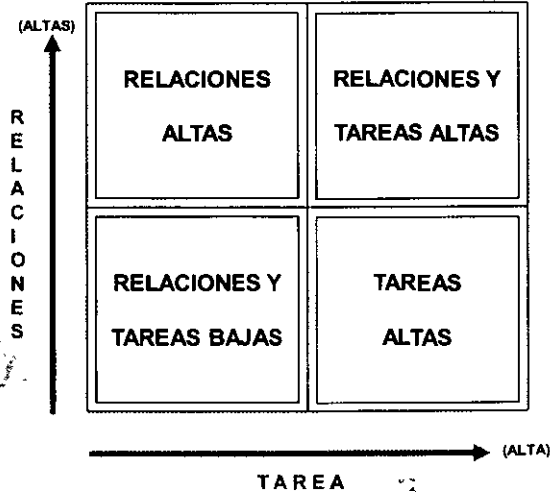 (ALTAS)
RELACIONES
RELACIONES
ALTAS
RELACIONES Y
TAREAS ALTAS
RELACIONES Y
TAREAS BAJAS
TAREAS
ALTAS
(ALTA)
TAREA